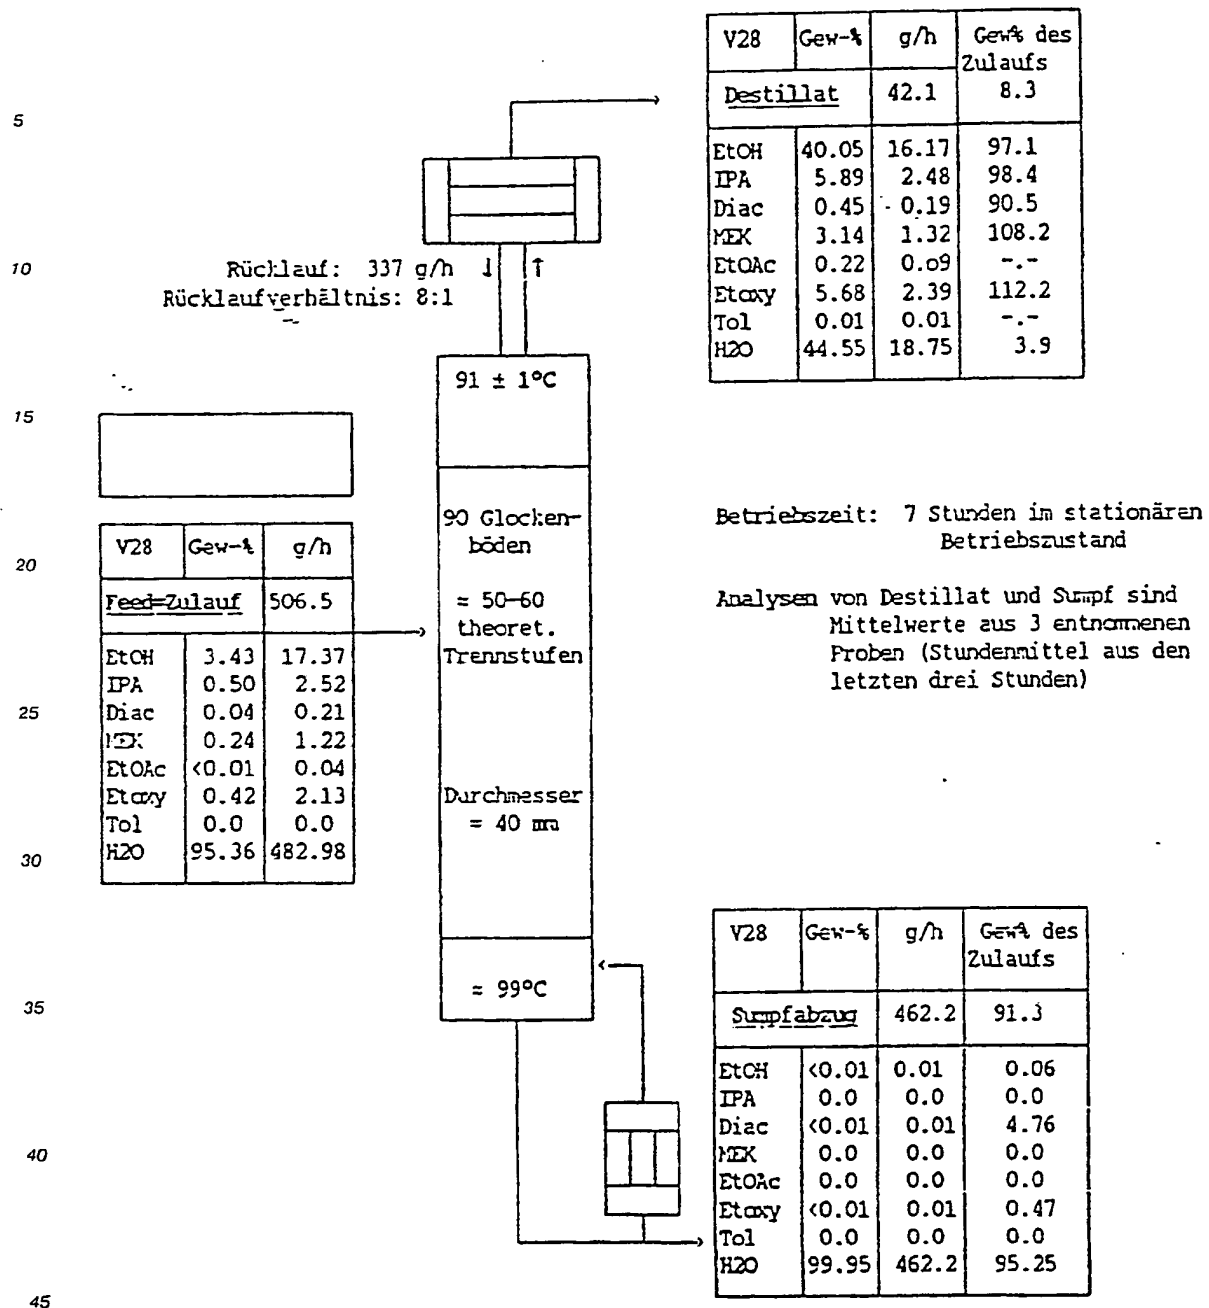 V28 Gew-% g/h Gew% des Zulaufs
Destillat 42.1 8.3
EtOH 40.05 16.17 97.1
IPA 5.89 2.48 98.4
Diac 0.45 0.19 90.5
MEK 3.14 1.32 108.2
EtOAc 0.22 0.09 -.-
Etoxy 5.68 2.39 112.2
Tol 0.01 0.01 -.-
H2O 44.55 18.75 3.9
5
10
15
20
25
30
35
40
45
Rücklauf: 337 g/h
Rücklaufverhältnis: 8:1
91 ± 1°C
90 Glocken-
böden
≈ 50-60
theoret.
Trennstufen
Durchmesser
= 40 mm
≈ 99°C
V28 Gew-% g/h
Feed=Zulauf 506.5
EtOH 3.43 17.37
IPA 0.50 2.52
Diac 0.04 0.21
MEK 0.24 1.22
EtOAc <0.01 0.04
Etoxy 0.42 2.13
Tol 0.0 0.0
H2O 95.36 482.98
Betriebszeit: 7 Stunden im stationären
Betriebszustand
Analysen von Destillat und Sumpf sind
Mittelwerte aus 3 entnommenen
Proben (Stundenmittel aus den
letzten drei Stunden)
V28 Gew-% g/h Gew% des Zulaufs
Sumpfabzug 462.2 91.3
EtOH <0.01 0.01 0.06
IPA 0.0 0.0 0.0
Diac <0.01 0.01 4.76
MEK 0.0 0.0 0.0
EtOAc 0.0 0.0 0.0
Etoxy <0.01 0.01 0.47
Tol 0.0 0.0 0.0
H2O 99.95 462.2 95.25